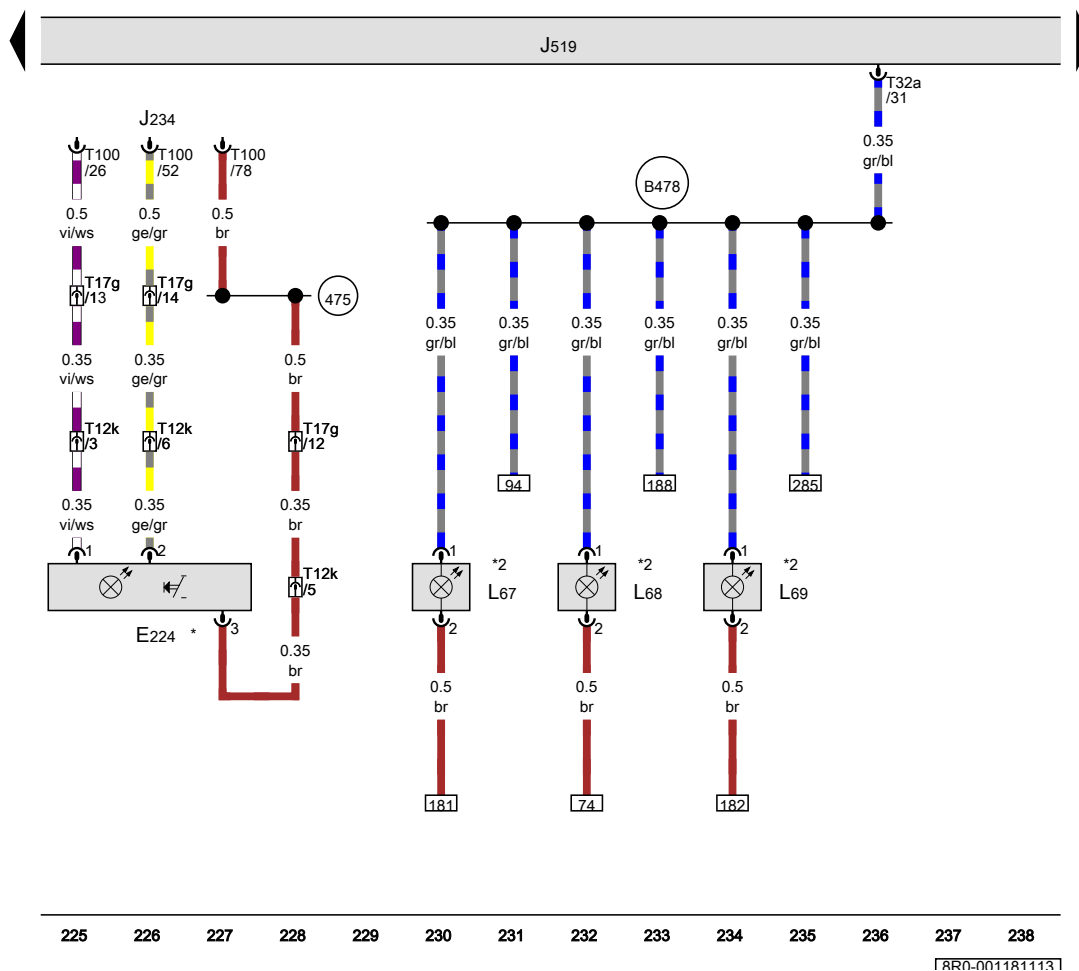 J519
T32a
/31
J234
T100
/26
T100
/52
T100
/78
0.35
gr/bl
B478
0.5
vi/ws
0.5
ge/gr
0.5
br
T17g
/13
T17g
/14
475
0.35
gr/bl
0.35
gr/bl
0.35
gr/bl
0.35
gr/bl
0.35
gr/bl
0.35
gr/bl
0.35
vi/ws
0.35
ge/gr
0.5
br
T12k
/3
T12k
/6
T17g
/12
94
188
285
0.35
vi/ws
0.35
ge/gr
0.35
br
1
2
1
1
1
*2
L67
*2
L68
*2
L69
T12k
/5
E224 *
3
2
2
2
0.35
br
0.5
br
0.5
br
0.5
br
181
74
182
225 226 227 228 229 230 231 232 233 234 235 236 237 238
8R0-001181113